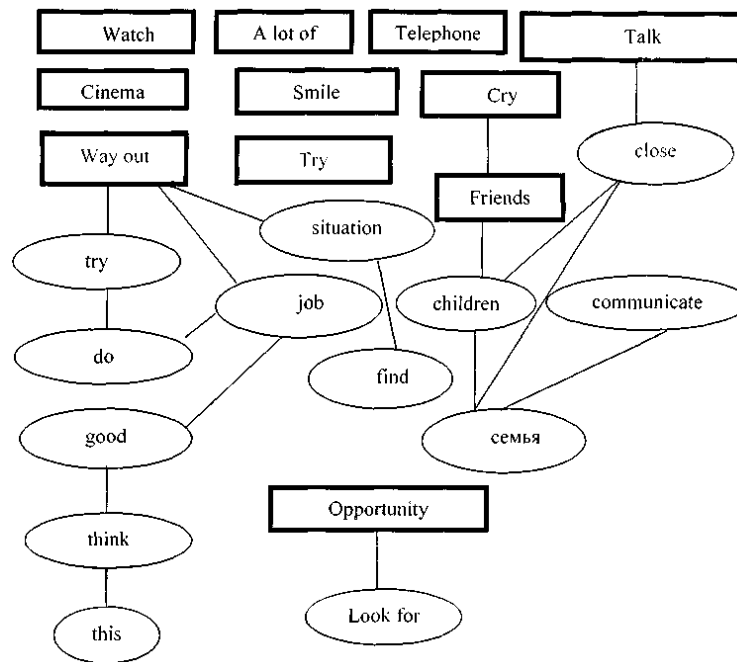 Watch
A lot of
Telephone
Talk
Cinema
Smile
Cry
Way out
Try
close
Friends
situation
try
job
children
communicate
do
find
good
семья
Opportunity
think
Look for
this